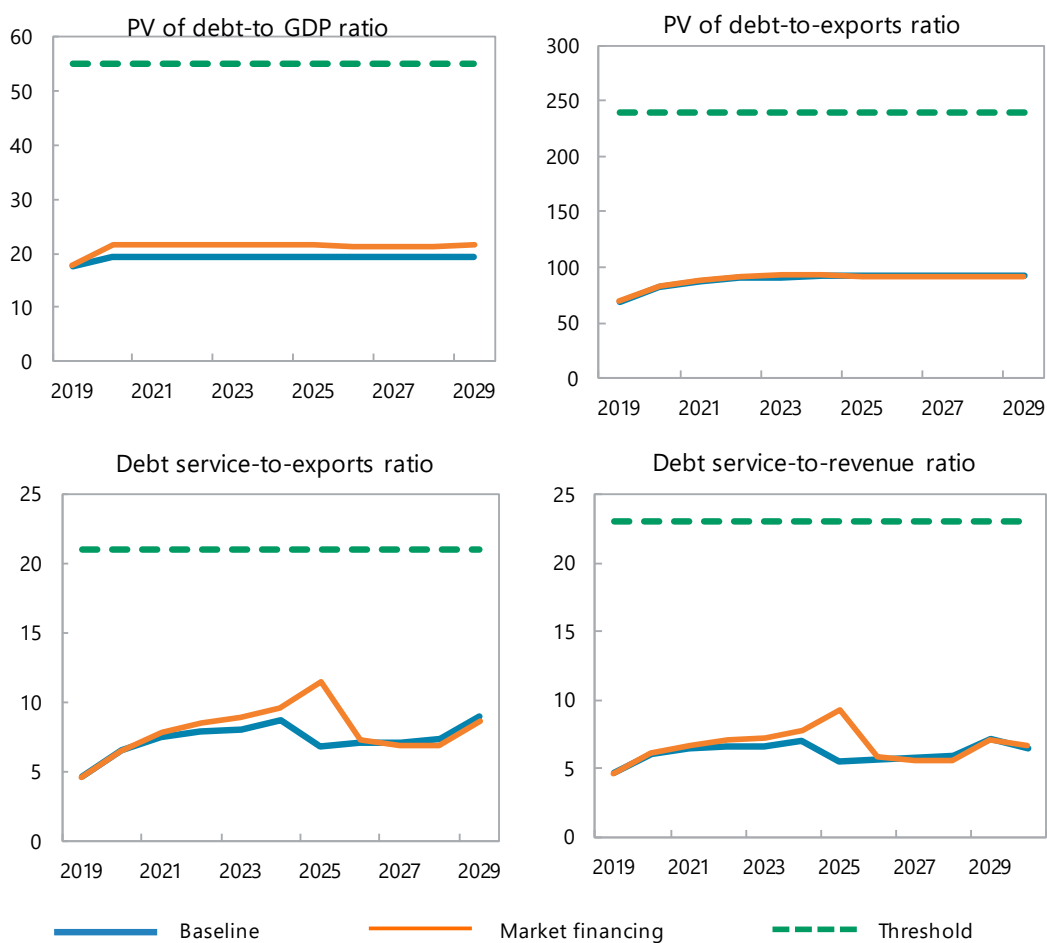 PV of debt-to GDP ratio
60
50
40
30
20
10
0
2019 2021 2023 2025 2027 2029
PV of debt-to-exports ratio
300
250
200
150
100
50
0
2019 2021 2023 2025 2027 2029
Debt service-to-exports ratio
25
20
15
10
5
0
2019 2021 2023 2025 2027 2029
Debt service-to-revenue ratio
25
20
15
10
5
0
2019 2021 2023 2025 2027 2029
Baseline Market financing Threshold